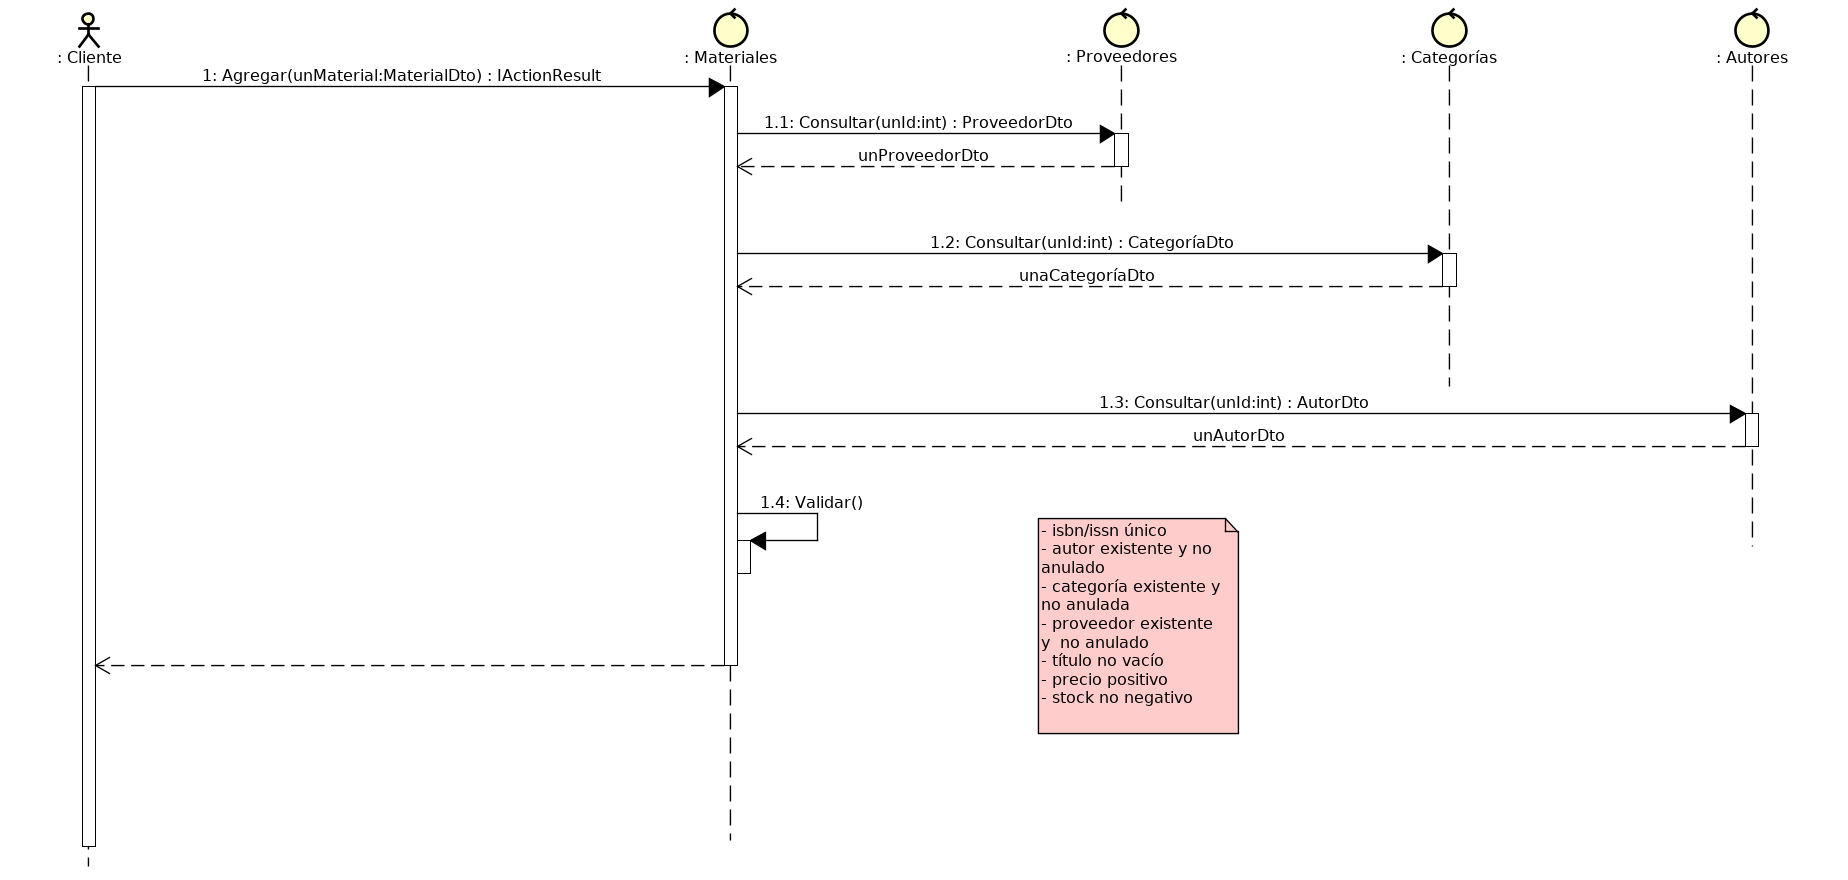 : Cliente
: Materiales
: Proveedores
: Categorías
: Autores
1: Agregar(unMaterial:MaterialDto) : IActionResult
1.1: Consultar(unId:int) : ProveedorDto
unProveedorDto
1.2: Consultar(unId:int) : CategoríaDto
unaCategoríaDto
1.3: Consultar(unId:int) : AutorDto
unAutorDto
1.4: Validar()
- isbn/issn único
- autor existente y no
anulado
- categoría existente y
no anulada
- proveedor existente
y  no anulado
- título no vacío
- precio positivo
- stock no negativo